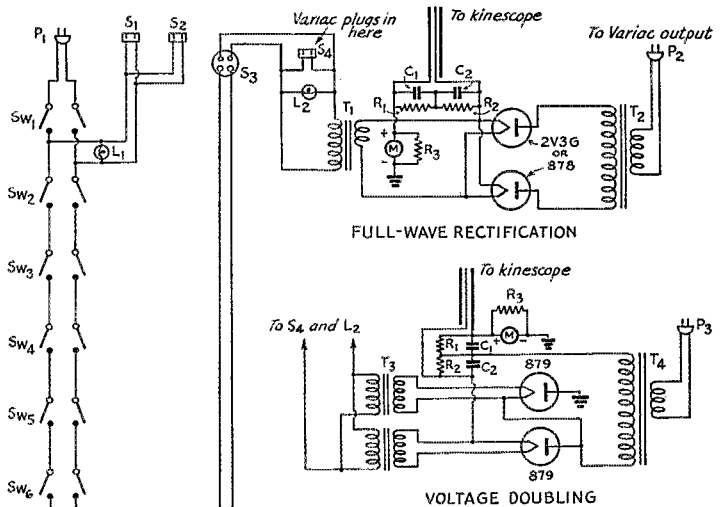 P1
S1
S2
Sw1
L1
Sw2
Sw3
Sw4
Sw5
Sw6
S3
Variac plugs in
here
S4
L2
T1
To kinescope
C1
C2
R1
R2
+
M
-
R3
2V3G
OR
878
T2
To Variac output
P2
FULL-WAVE RECTIFICATION
To S4 and L2
T3
To kinescope
R3
R1
R2
C1
C2
+
M
-
879
879
T4
P3
VOLTAGE DOUBLING